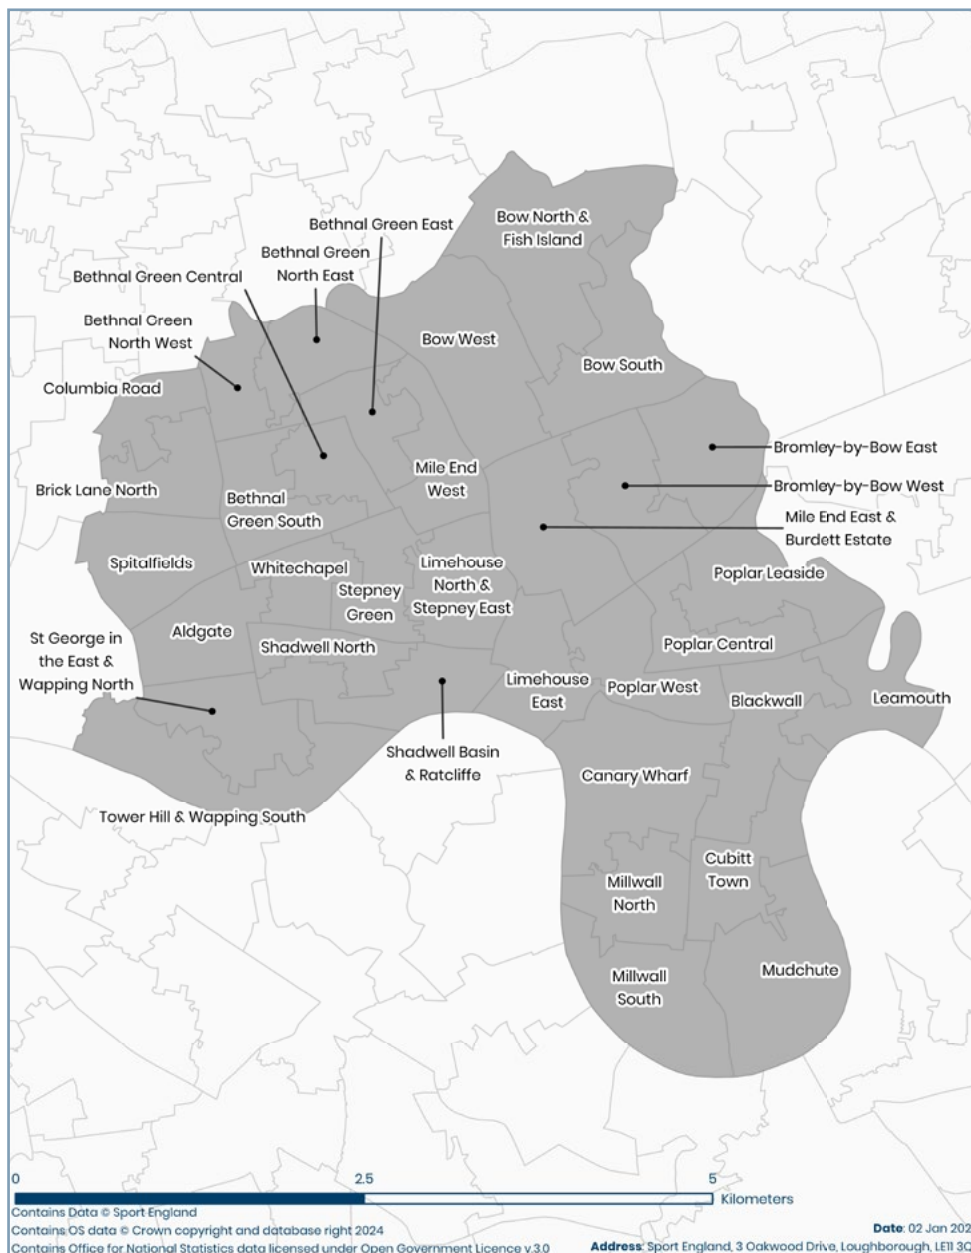 Bow North &
Fish Island
Bethnal Green East
Bethnal Green
North East
Bethnal Green Central
Bethnal Green
North West
Bow West
Bow South
Columbia Road
Bromley-by-Bow East
Mile End
West
Bromley-by-Bow West
Brick Lane North
Bethnal
Green South
Mile End East &
Burdett Estate
Spitalfields
Whitechapel
Limehouse
North &
Stepney East
Poplar Leaside
Stepney
Green
Aldgate
St George in
the East &
Wapping North
Shadwell North
Poplar Central
Limehouse
East
Poplar West
Blackwall
Leamouth
Shadwell Basin
& Ratcliffe
Canary Wharf
Tower Hill & Wapping South
Cubitt
Town
Millwall
North
Mudchute
Millwall
South
0 2.5 5
Kilometers
Contains Data © Sport England
Contains OS data © Crown copyright and database right 2024
Date: 02 Jan 202
Contains Office for National Statistics data licensed under Open Government Licence v.3.0
Address: Sport England, 3 Oakwood Drive, Loughborough, LE11 3Q